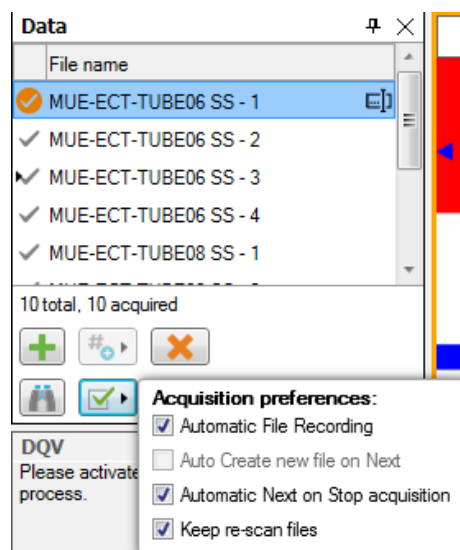 Data
File name
MUE-ECT-TUBE06 SS - 1
MUE-ECT-TUBE06 SS - 2
MUE-ECT-TUBE06 SS - 3
MUE-ECT-TUBE06 SS - 4
MUE-ECT-TUBE08 SS - 1
10 total, 10 acquired
#
Acquisition preferences:
Automatic File Recording
Auto Create new file on Next
Automatic Next on Stop acquisition
Keep re-scan files
DQV
Please activate
process.